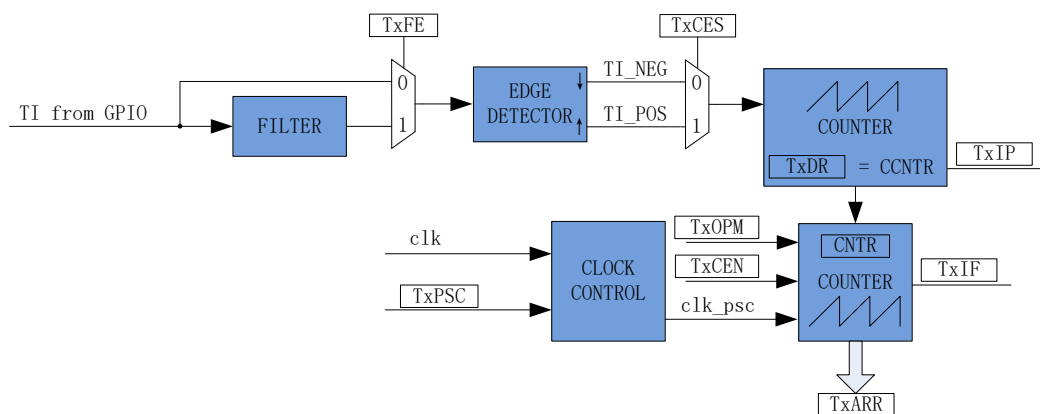 TxFE
TxCES
TI from GPIO
FILTER
0
1
EDGE
DETECTOR
TI_NEG
TI_POS
0
1
COUNTER
TxDR = CCNTR
TxIP
clk
TxPSC
CLOCK
CONTROL
clk_psc
TxOPM
TxCEN
CNTR
COUNTER
TxIF
TxARR